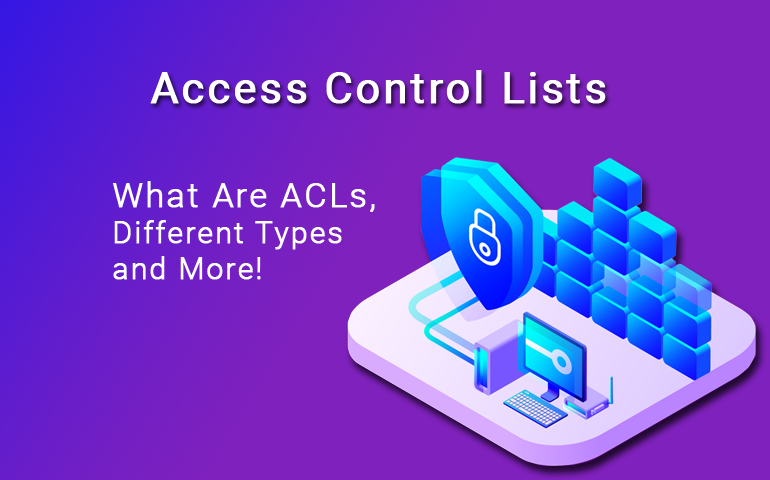 Access Control Lists
What Are ACLs,
Different Types
and More!